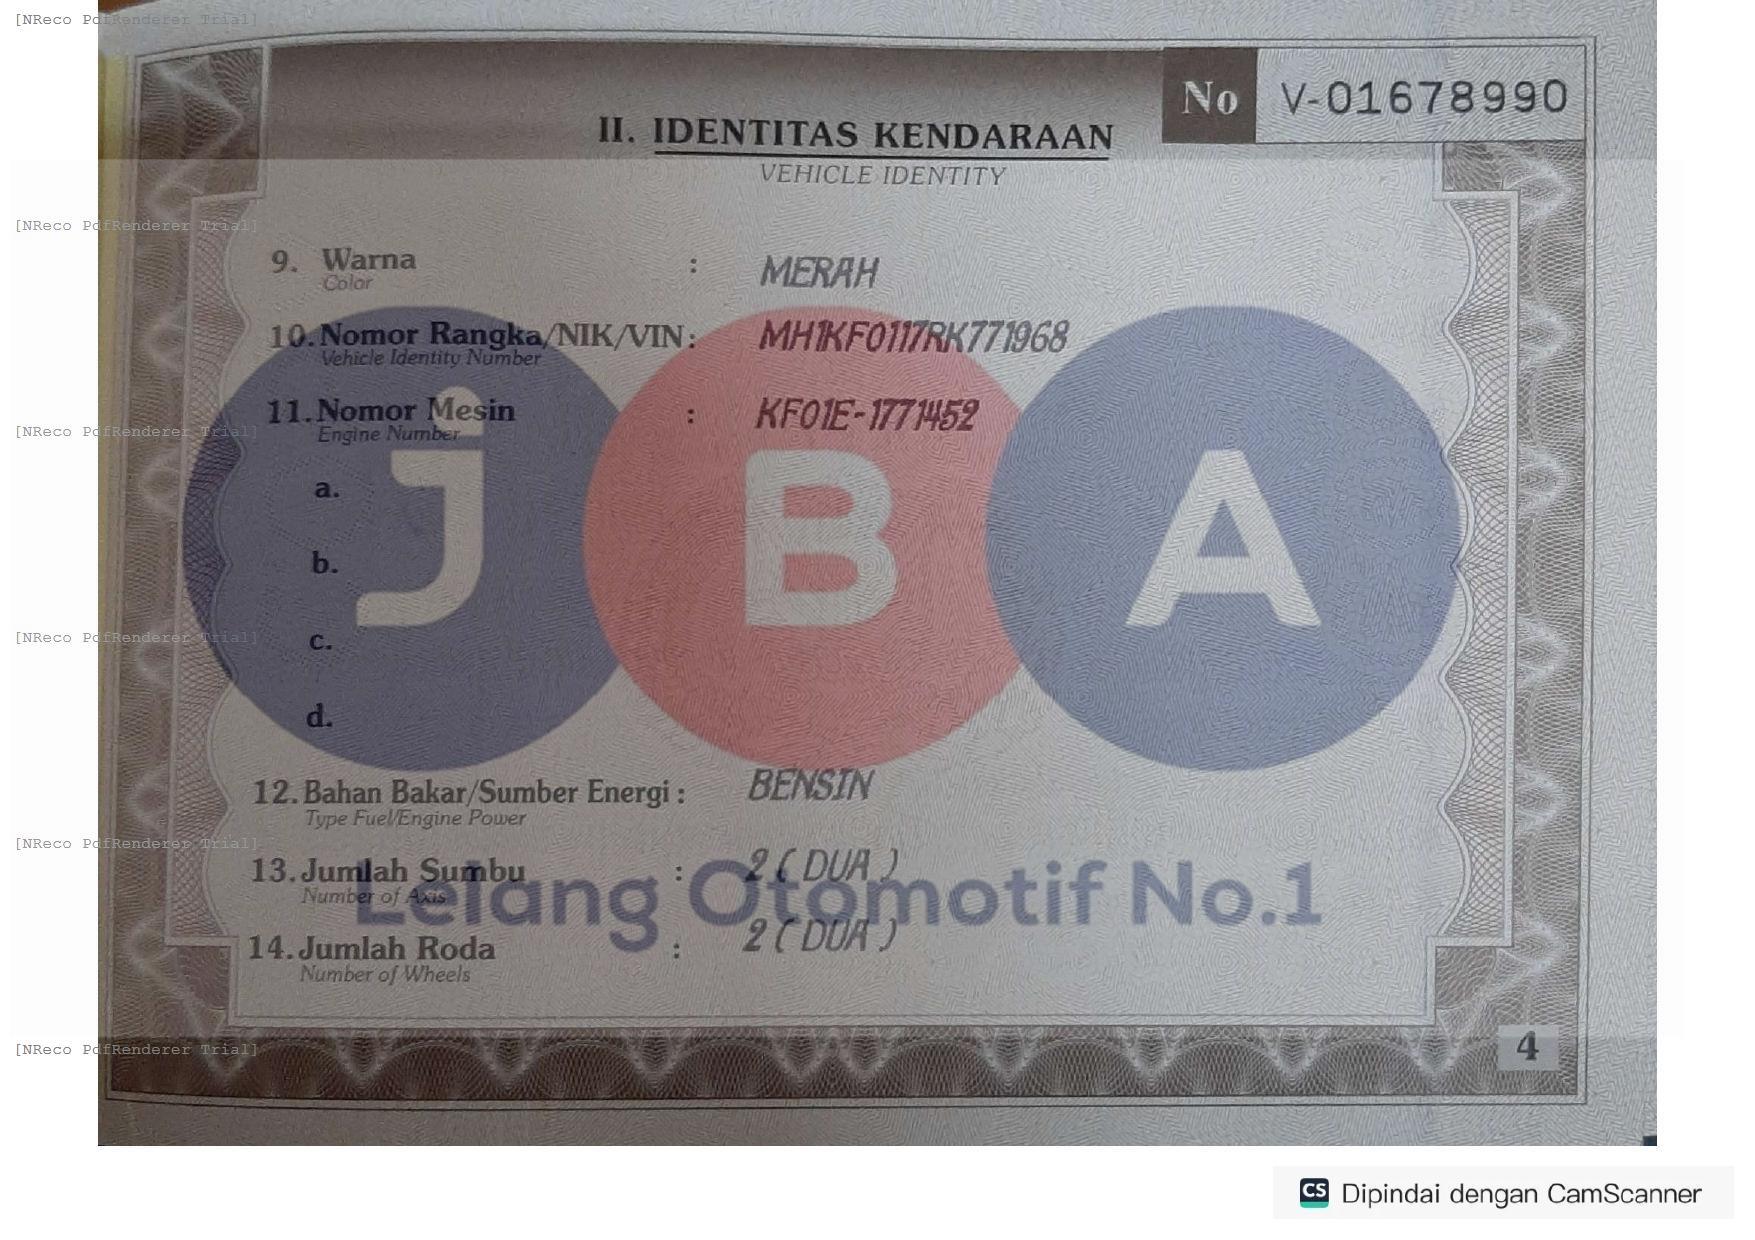 [NReco PdfRenderer Trial]
No V-01678990
II. IDENTITAS KENDARAAN
VEHICLE IDENTITY
[NReco PdfRenderer Trial]
9. Warna : MERAH
Color
10. Nomor Rangka/NIK/VIN : MH1KF0117RK771968
Vehicle Identity Number
11. Nomor Mesin : KF01E-1771452
Engine Number
[NReco PdfRenderer Trial]
a.
j B A
b.
c.
[NReco PdfRenderer Trial]
d.
12. Bahan Bakar/Sumber Energi : BENSIN
Type Fuel/Engine Power
[NReco PdfRenderer Trial]
13. Jumlah Sumbu : 2 ( DUA )
Number of Axis
Lelang Otomotif No.1
14. Jumlah Roda : 2 ( DUA )
Number of Wheels
[NReco PdfRenderer Trial]
4
CS Dipindai dengan CamScanner